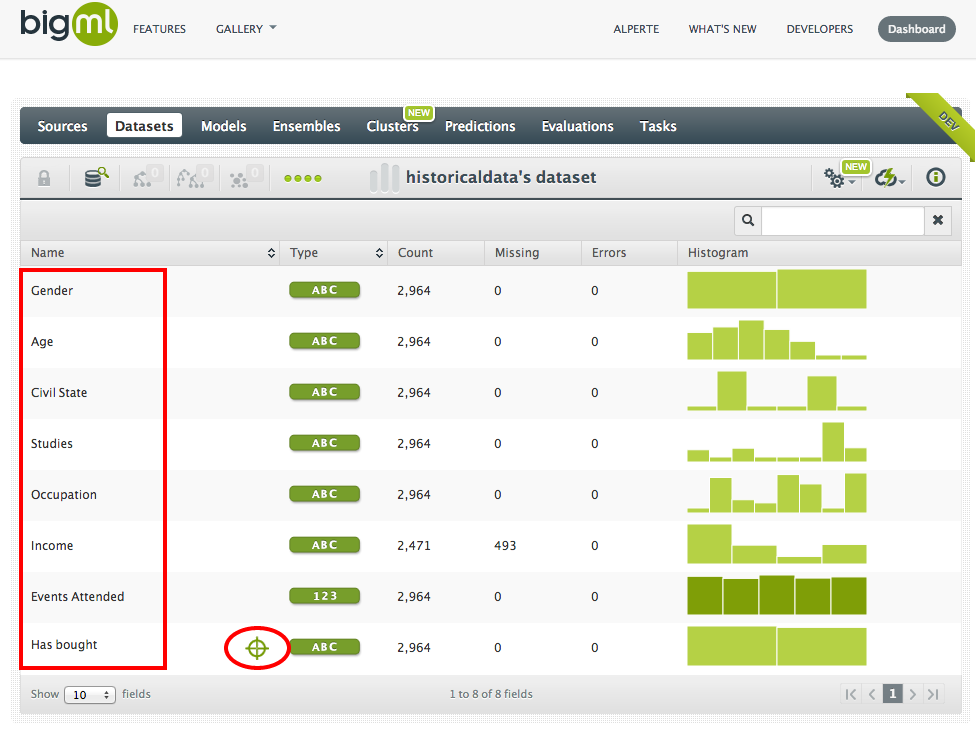 bigml FEATURES GALLERY ALPERTE WHAT'S NEW DEVELOPERS Dashboard
NEW
Sources Datasets Models Ensembles Clusters Predictions Evaluations Tasks
DEV
0 0 0 historicaldata's dataset NEW
Name Type Count Missing Errors Histogram
Gender ABC 2,964 0 0
Age ABC 2,964 0 0
Civil State ABC 2,964 0 0
Studies ABC 2,964 0 0
Occupation ABC 2,964 0 0
Income ABC 2,471 493 0
Events Attended 123 2,964 0 0
Has bought ABC 2,964 0 0
Show 10 fields 1 to 8 of 8 fields 1